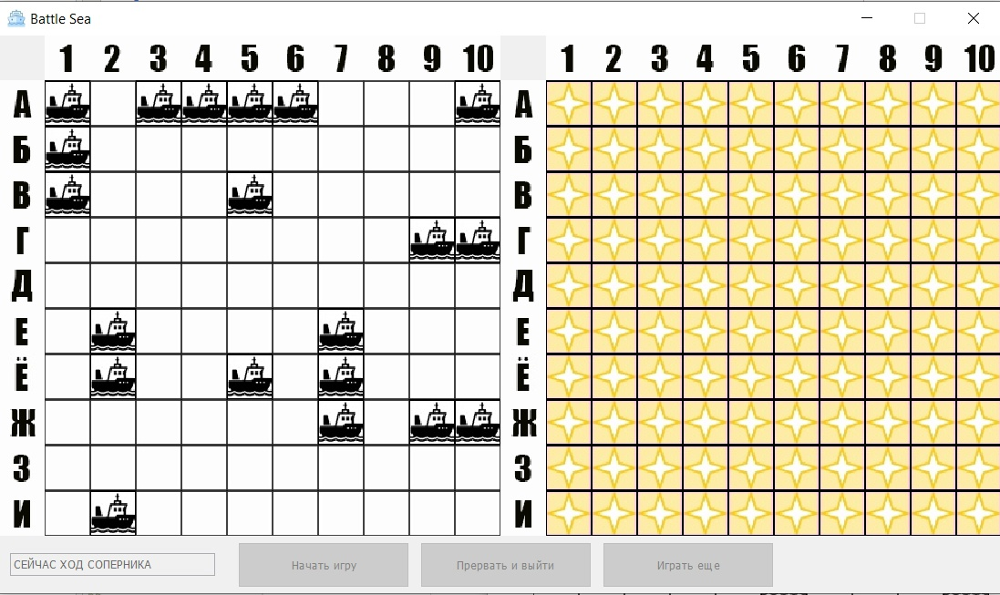 Battle Sea
1 2 3 4 5 6 7 8 9 10 1 2 3 4 5 6 7 8 9 10
А А
Б Б
В В
Г Г
Д Д
Е Е
Ё Ё
Ж Ж
З З
И И
СЕЙЧАС ХОД СОПЕРНИКА Начать игру Прервать и выйти Играть еще